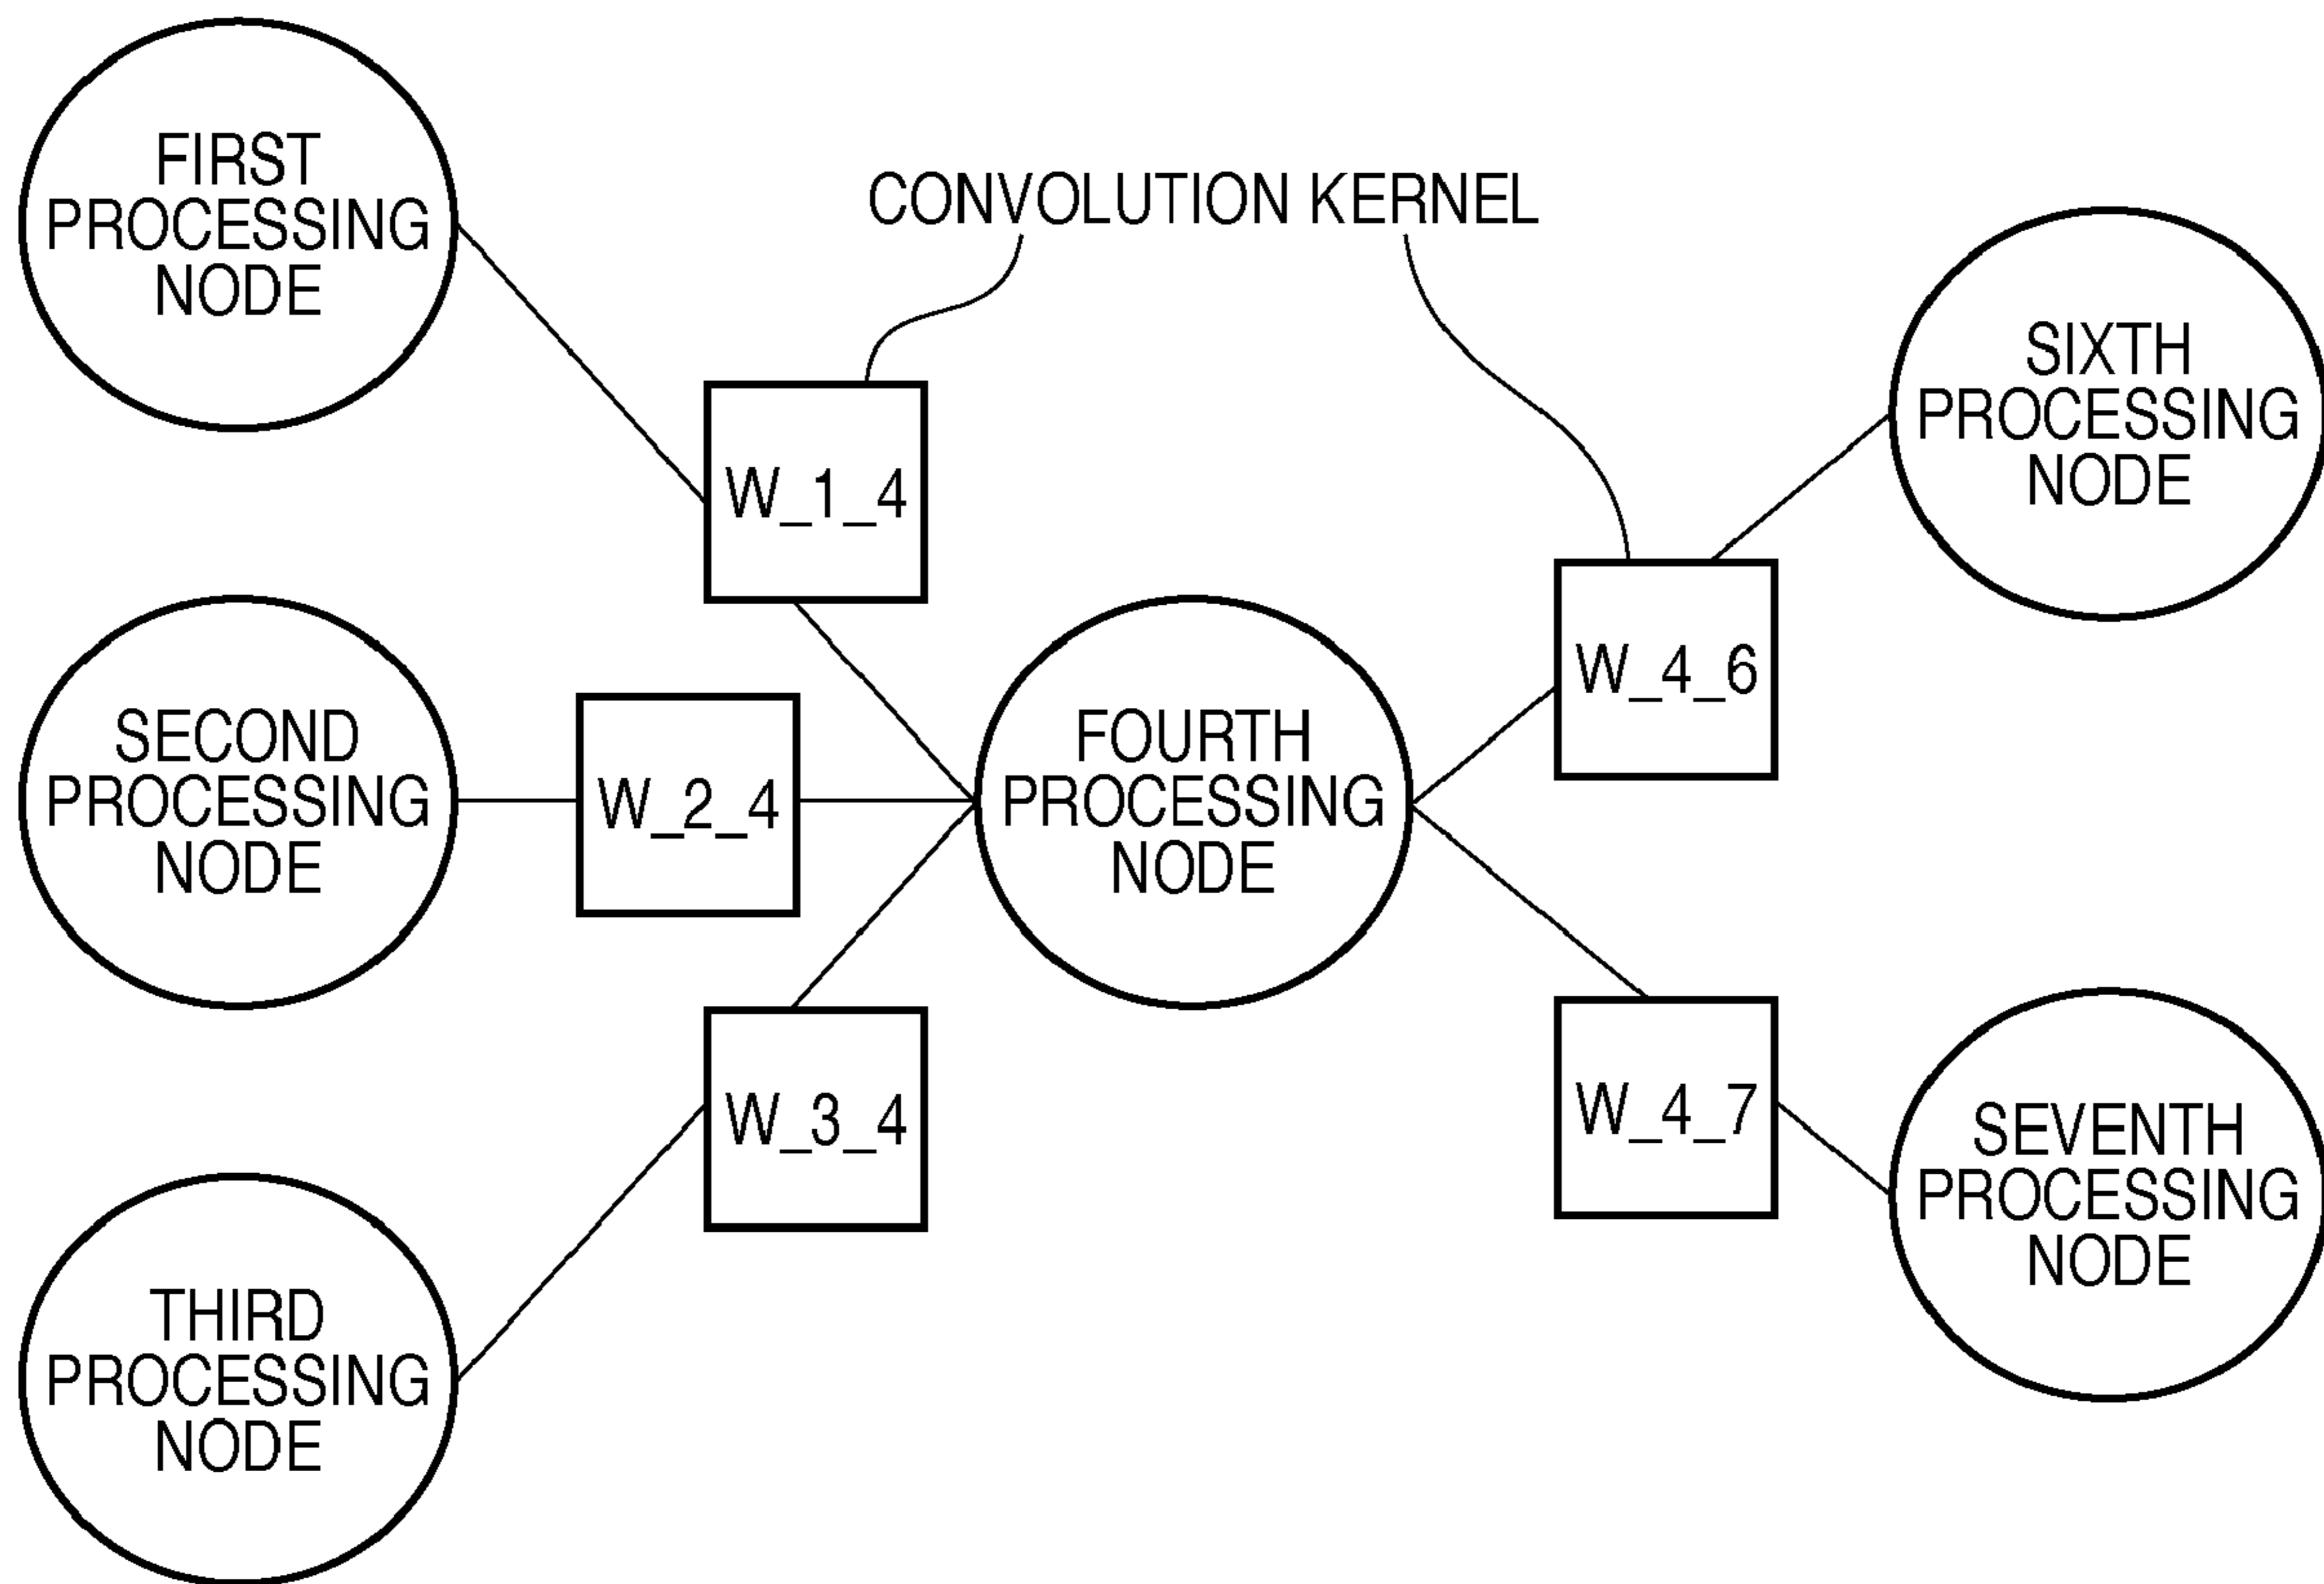 FIRST
PROCESSING
NODE
CONVOLUTION KERNEL
SIXTH
PROCESSING
NODE
W_1_4
W_4_6
SECOND
PROCESSING
NODE
W_2_4
FOURTH
PROCESSING
NODE
W_3_4
W_4_7
SEVENTH
PROCESSING
NODE
THIRD
PROCESSING
NODE